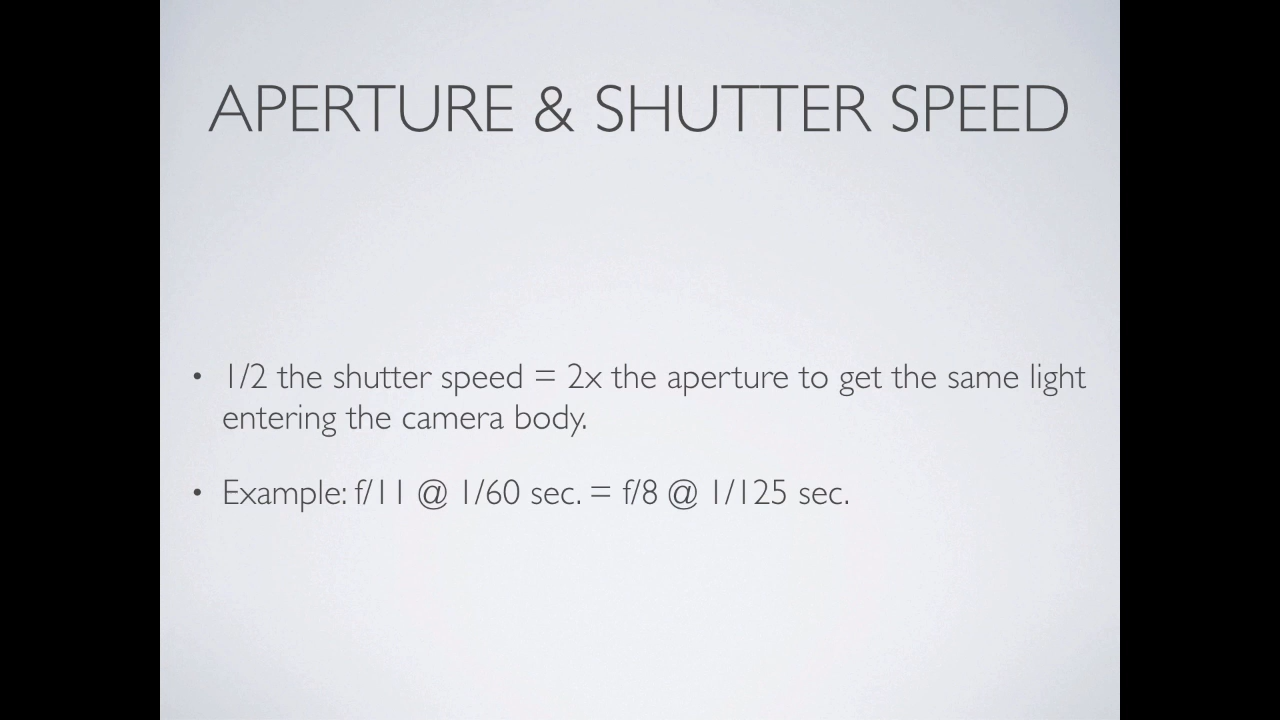 APERTURE & SHUTTER SPEED
• 1/2 the shutter speed = 2x the aperture to get the same light
entering the camera body.
• Example: f/11 @ 1/60 sec. = f/8 @ 1/125 sec.